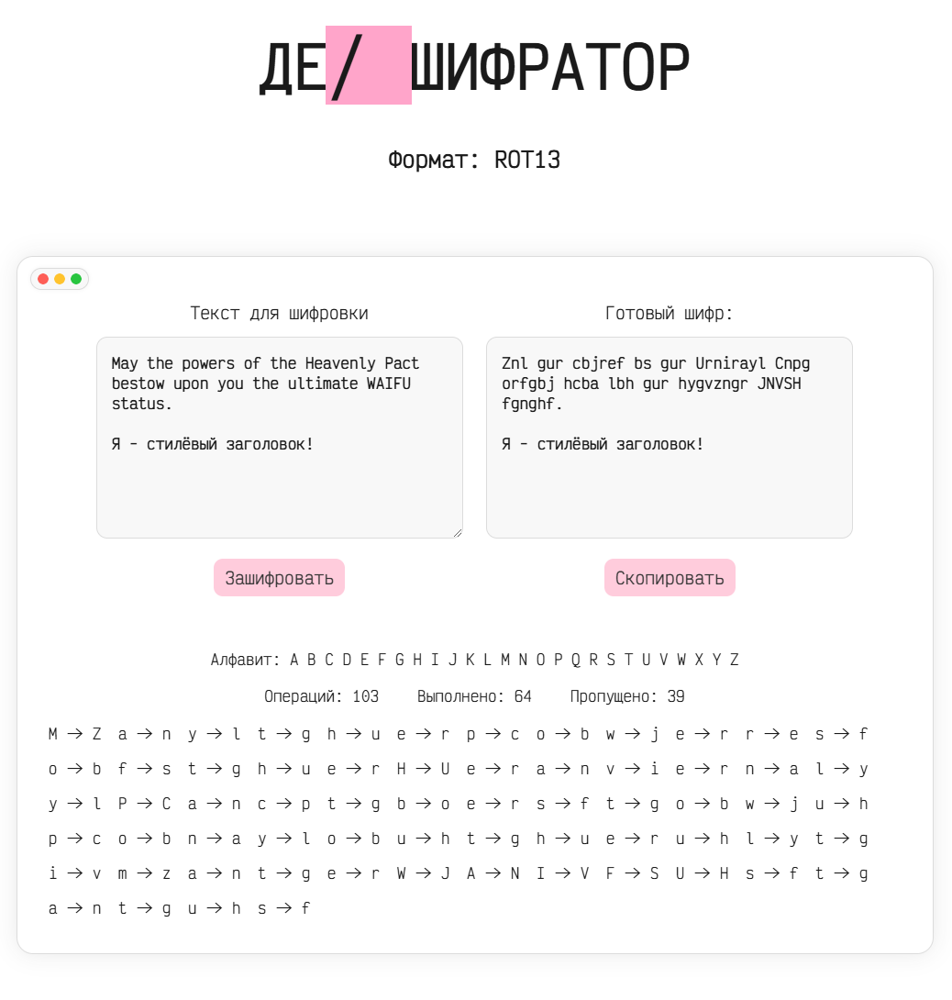 ДЕ/ ШИФРАТОР
Формат: ROT13
Текст для шифровки
May the powers of the Heavenly Pact
bestow upon you the ultimate WAIFU
status.
Я - стилёвый заголовок!
Зашифровать
Готовый шифр:
Znl gur cbjref bs gur Urnirayl Cnpg
orfgbj hcba lbh gur hygvzngr JNVSH
fgnghf.
Я - стилёвый заголовок!
Скопировать
Алфавит: A B C D E F G H I J K L M N O P Q R S T U V W X Y Z
Операций: 103 Выполнено: 64 Пропущено: 39
M → Z a → n y → l t → g h → u e → r p → c o → b w → j e → r r → e s → f
o → b f → s t → g h → u e → r H → U e → r a → n v → i e → r n → a l → y
y → l P → C a → n c → p t → g b → o e → r s → f t → g o → b w → j u → h
p → c o → b n → a y → l o → b u → h t → g h → u e → r u → h l → y t → g
i → v m → z a → n t → g e → r W → J A → N I → V F → S U → H s → f t → g
a → n t → g u → h s → f